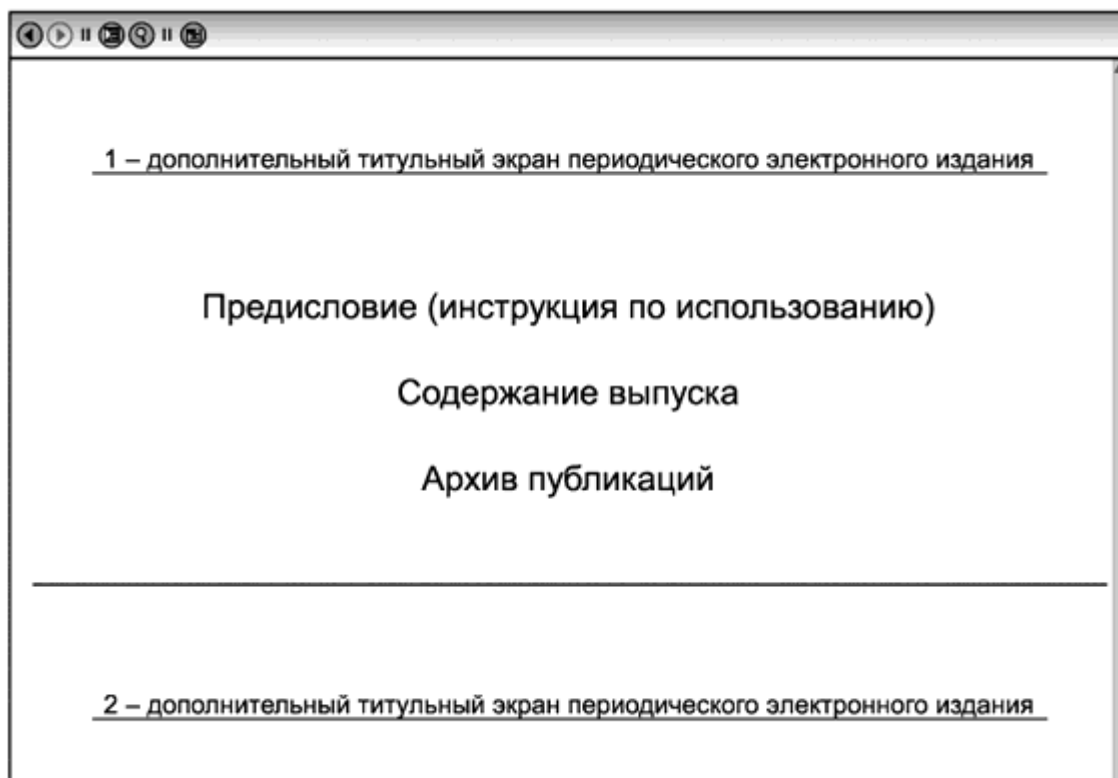 1 – дополнительный титульный экран периодического электронного издания
Предисловие (инструкция по использованию)
Содержание выпуска
Архив публикаций
2 – дополнительный титульный экран периодического электронного издания